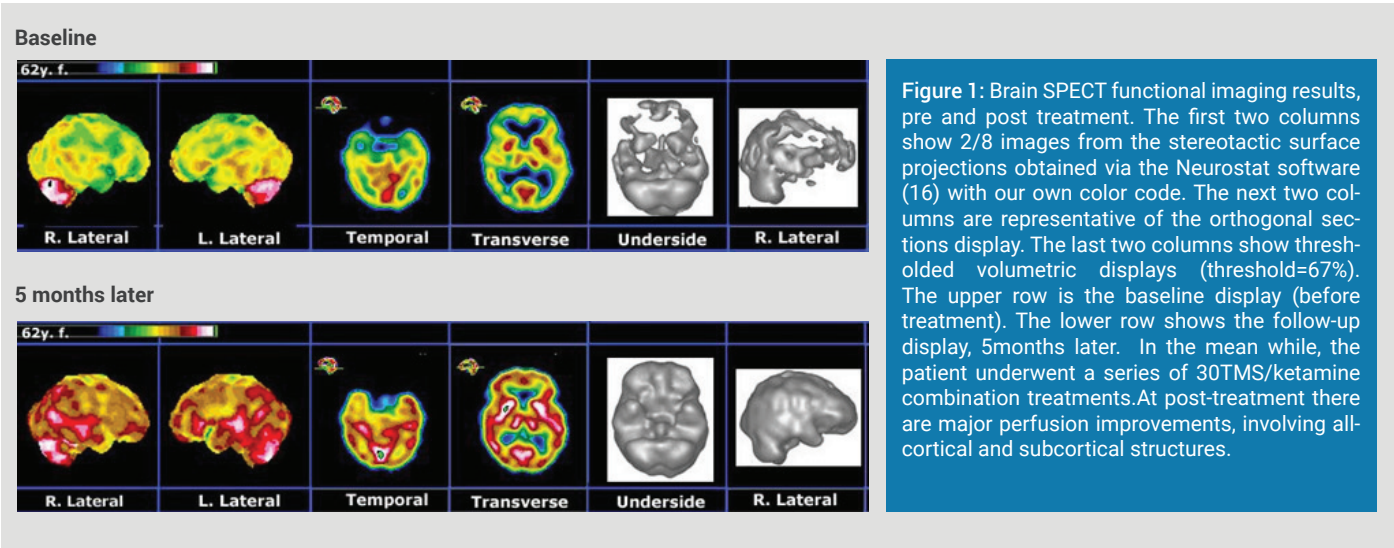 Baseline
62y. f.
R. Lateral L. Lateral Temporal Transverse Underside R. Lateral
5 months later
62y. f.
R. Lateral L. Lateral Temporal Transverse Underside R. Lateral
Figure 1: Brain SPECT functional imaging results,
pre and post treatment. The first two columns
show 2/8 images from the stereotactic surface
projections obtained via the Neurostat software
(16) with our own color code. The next two col-
umns are representative of the orthogonal sec-
tions display. The last two columns show thresh-
olded volumetric displays (threshold=67%).
The upper row is the baseline display (before
treatment). The lower row shows the follow-up
display, 5months later. In the mean while, the
patient underwent a series of 30TMS/ketamine
combination treatments.At post-treatment there
are major perfusion improvements, involving all-
cortical and subcortical structures.